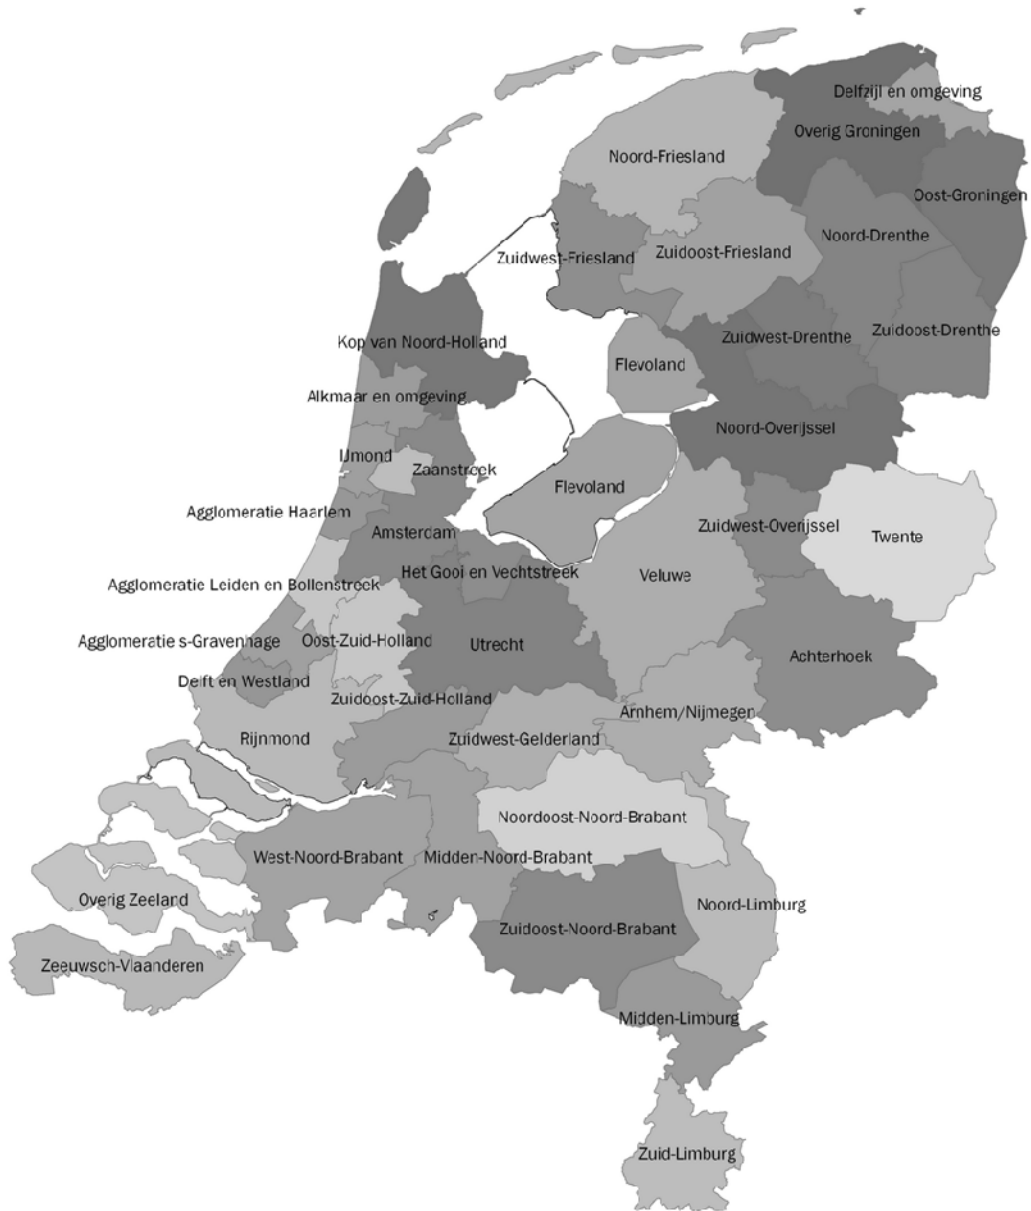 Delfzijl en omgeving
Overig Groningen
Noord-Friesland
Oost-Groningen
Noord-Drenthe
Zuidoost-Friesland
Zuidwest-Friesland
Zuidoost-Drenthe
Zuidwest-Drenthe
Kop van Noord-Holland
Flevoland
Alkmaar en omgeving
Noord-Overijssel
IJmond
Zaanstreek
Flevoland
Agglomeratie Haarlem
Zuidwest-Overijssel
Amsterdam
Twente
Het Gooi en Vechtstreek
Veluwe
Agglomeratie Leiden en Bollenstreek
Agglomeratie s-Gravenhage
Oost-Zuid-Holland
Utrecht
Achterhoek
Delft en Westland
Zuidoost-Zuid-Holland
Arnhem/Nijmegen
Rijnmond
Zuidwest-Gelderland
Noordoost-Noord-Brabant
West-Noord-Brabant
Midden-Noord-Brabant
Overig Zeeland
Noord-Limburg
Zuidoost-Noord-Brabant
Zeeuwsch-Vlaanderen
Midden-Limburg
Zuid-Limburg